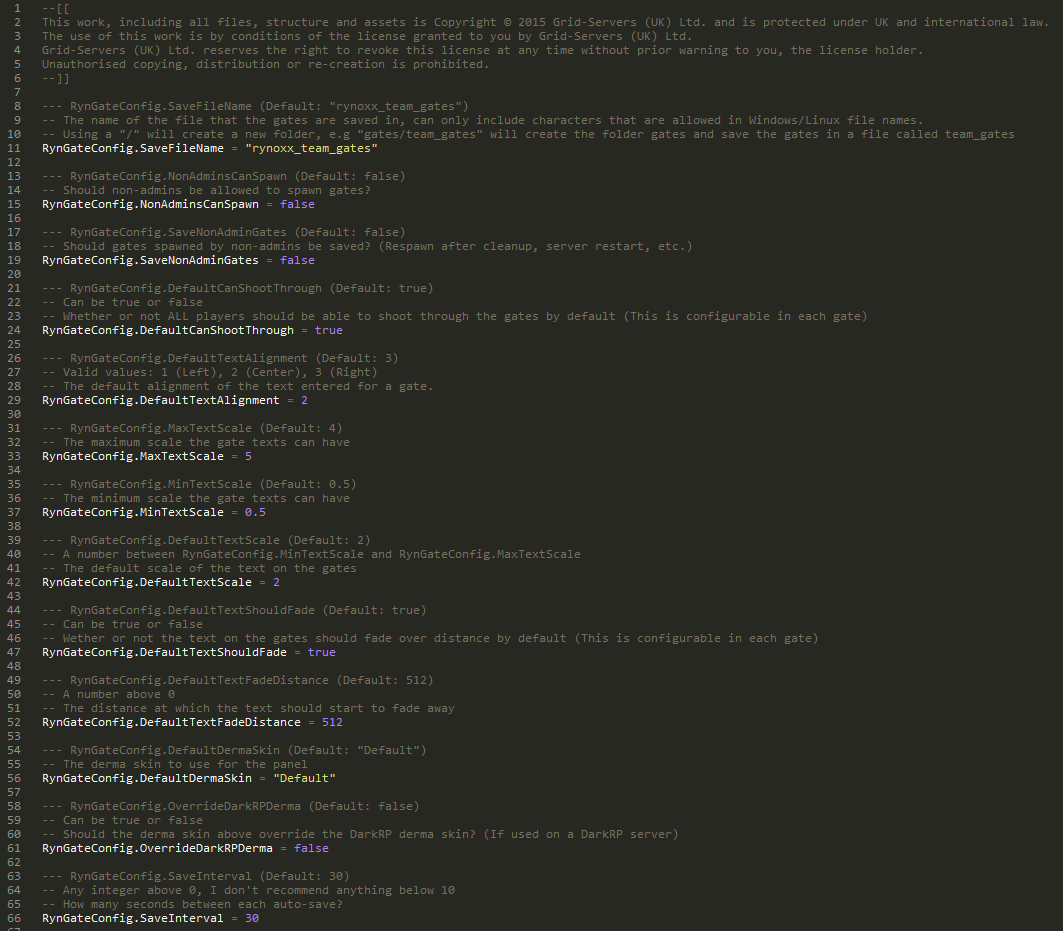 1 --[[
2 This work, including all files, structure and assets is Copyright © 2015 Grid-Servers (UK) Ltd. and is protected under UK and international law.
3 The use of this work is by conditions of the license granted to you by Grid-Servers (UK) Ltd.
4 Grid-Servers (UK) Ltd. reserves the right to revoke this license at any time without prior warning to you, the license holder.
5 Unauthorised copying, distribution or re-creation is prohibited.
6 --]]
7
8 --- RynGateConfig.SaveFileName (Default: "rynoxx_team_gates")
9 -- The name of the file that the gates are saved in, can only include characters that are allowed in Windows/Linux file names.
10 -- Using a "/" will create a new folder, e.g "gates/team_gates" will create the folder gates and save the gates in a file called team_gates
11 RynGateConfig.SaveFileName = "rynoxx_team_gates"
12
13 --- RynGateConfig.NonAdminsCanSpawn (Default: false)
14 -- Should non-admins be allowed to spawn gates?
15 RynGateConfig.NonAdminsCanSpawn = false
16
17 --- RynGateConfig.SaveNonAdminGates (Default: false)
18 -- Should gates spawned by non-admins be saved? (Respawn after cleanup, server restart, etc.)
19 RynGateConfig.SaveNonAdminGates = false
20
21 --- RynGateConfig.DefaultCanShootThrough (Default: true)
22 -- Can be true or false
23 -- Whether or not ALL players should be able to shoot through the gates by default (This is configurable in each gate)
24 RynGateConfig.DefaultCanShootThrough = true
25
26 --- RynGateConfig.DefaultTextAlignment (Default: 3)
27 -- Valid values: 1 (Left), 2 (Center), 3 (Right)
28 -- The default alignment of the text entered for a gate.
29 RynGateConfig.DefaultTextAlignment = 2
30
31 --- RynGateConfig.MaxTextScale (Default: 4)
32 -- The maximum scale the gate texts can have
33 RynGateConfig.MaxTextScale = 5
34
35 --- RynGateConfig.MinTextScale (Default: 0.5)
36 -- The minimum scale the gate texts can have
37 RynGateConfig.MinTextScale = 0.5
38
39 --- RynGateConfig.DefaultTextScale (Default: 2)
40 -- A number between RynGateConfig.MinTextScale and RynGateConfig.MaxTextScale
41 -- The default scale of the text on the gates
42 RynGateConfig.DefaultTextScale = 2
43
44 --- RynGateConfig.DefaultTextShouldFade (Default: true)
45 -- Can be true or false
46 -- Wether or not the text on the gates should fade over distance by default (This is configurable in each gate)
47 RynGateConfig.DefaultTextShouldFade = true
48
49 --- RynGateConfig.DefaultTextFadeDistance (Default: 512)
50 -- A number above 0
51 -- The distance at which the text should start to fade away
52 RynGateConfig.DefaultTextFadeDistance = 512
53
54 --- RynGateConfig.DefaultDermaSkin (Default: "Default")
55 -- The derma skin to use for the panel
56 RynGateConfig.DefaultDermaSkin = "Default"
57
58 --- RynGateConfig.OverrideDarkRPDerma (Default: false)
59 -- Can be true or false
60 -- Should the derma skin above override the DarkRP derma skin? (If used on a DarkRP server)
61 RynGateConfig.OverrideDarkRPDerma = false
62
63 --- RynGateConfig.SaveInterval (Default: 30)
64 -- Any integer above 0, I don't recommend anything below 10
65 -- How many seconds between each auto-save?
66 RynGateConfig.SaveInterval = 30